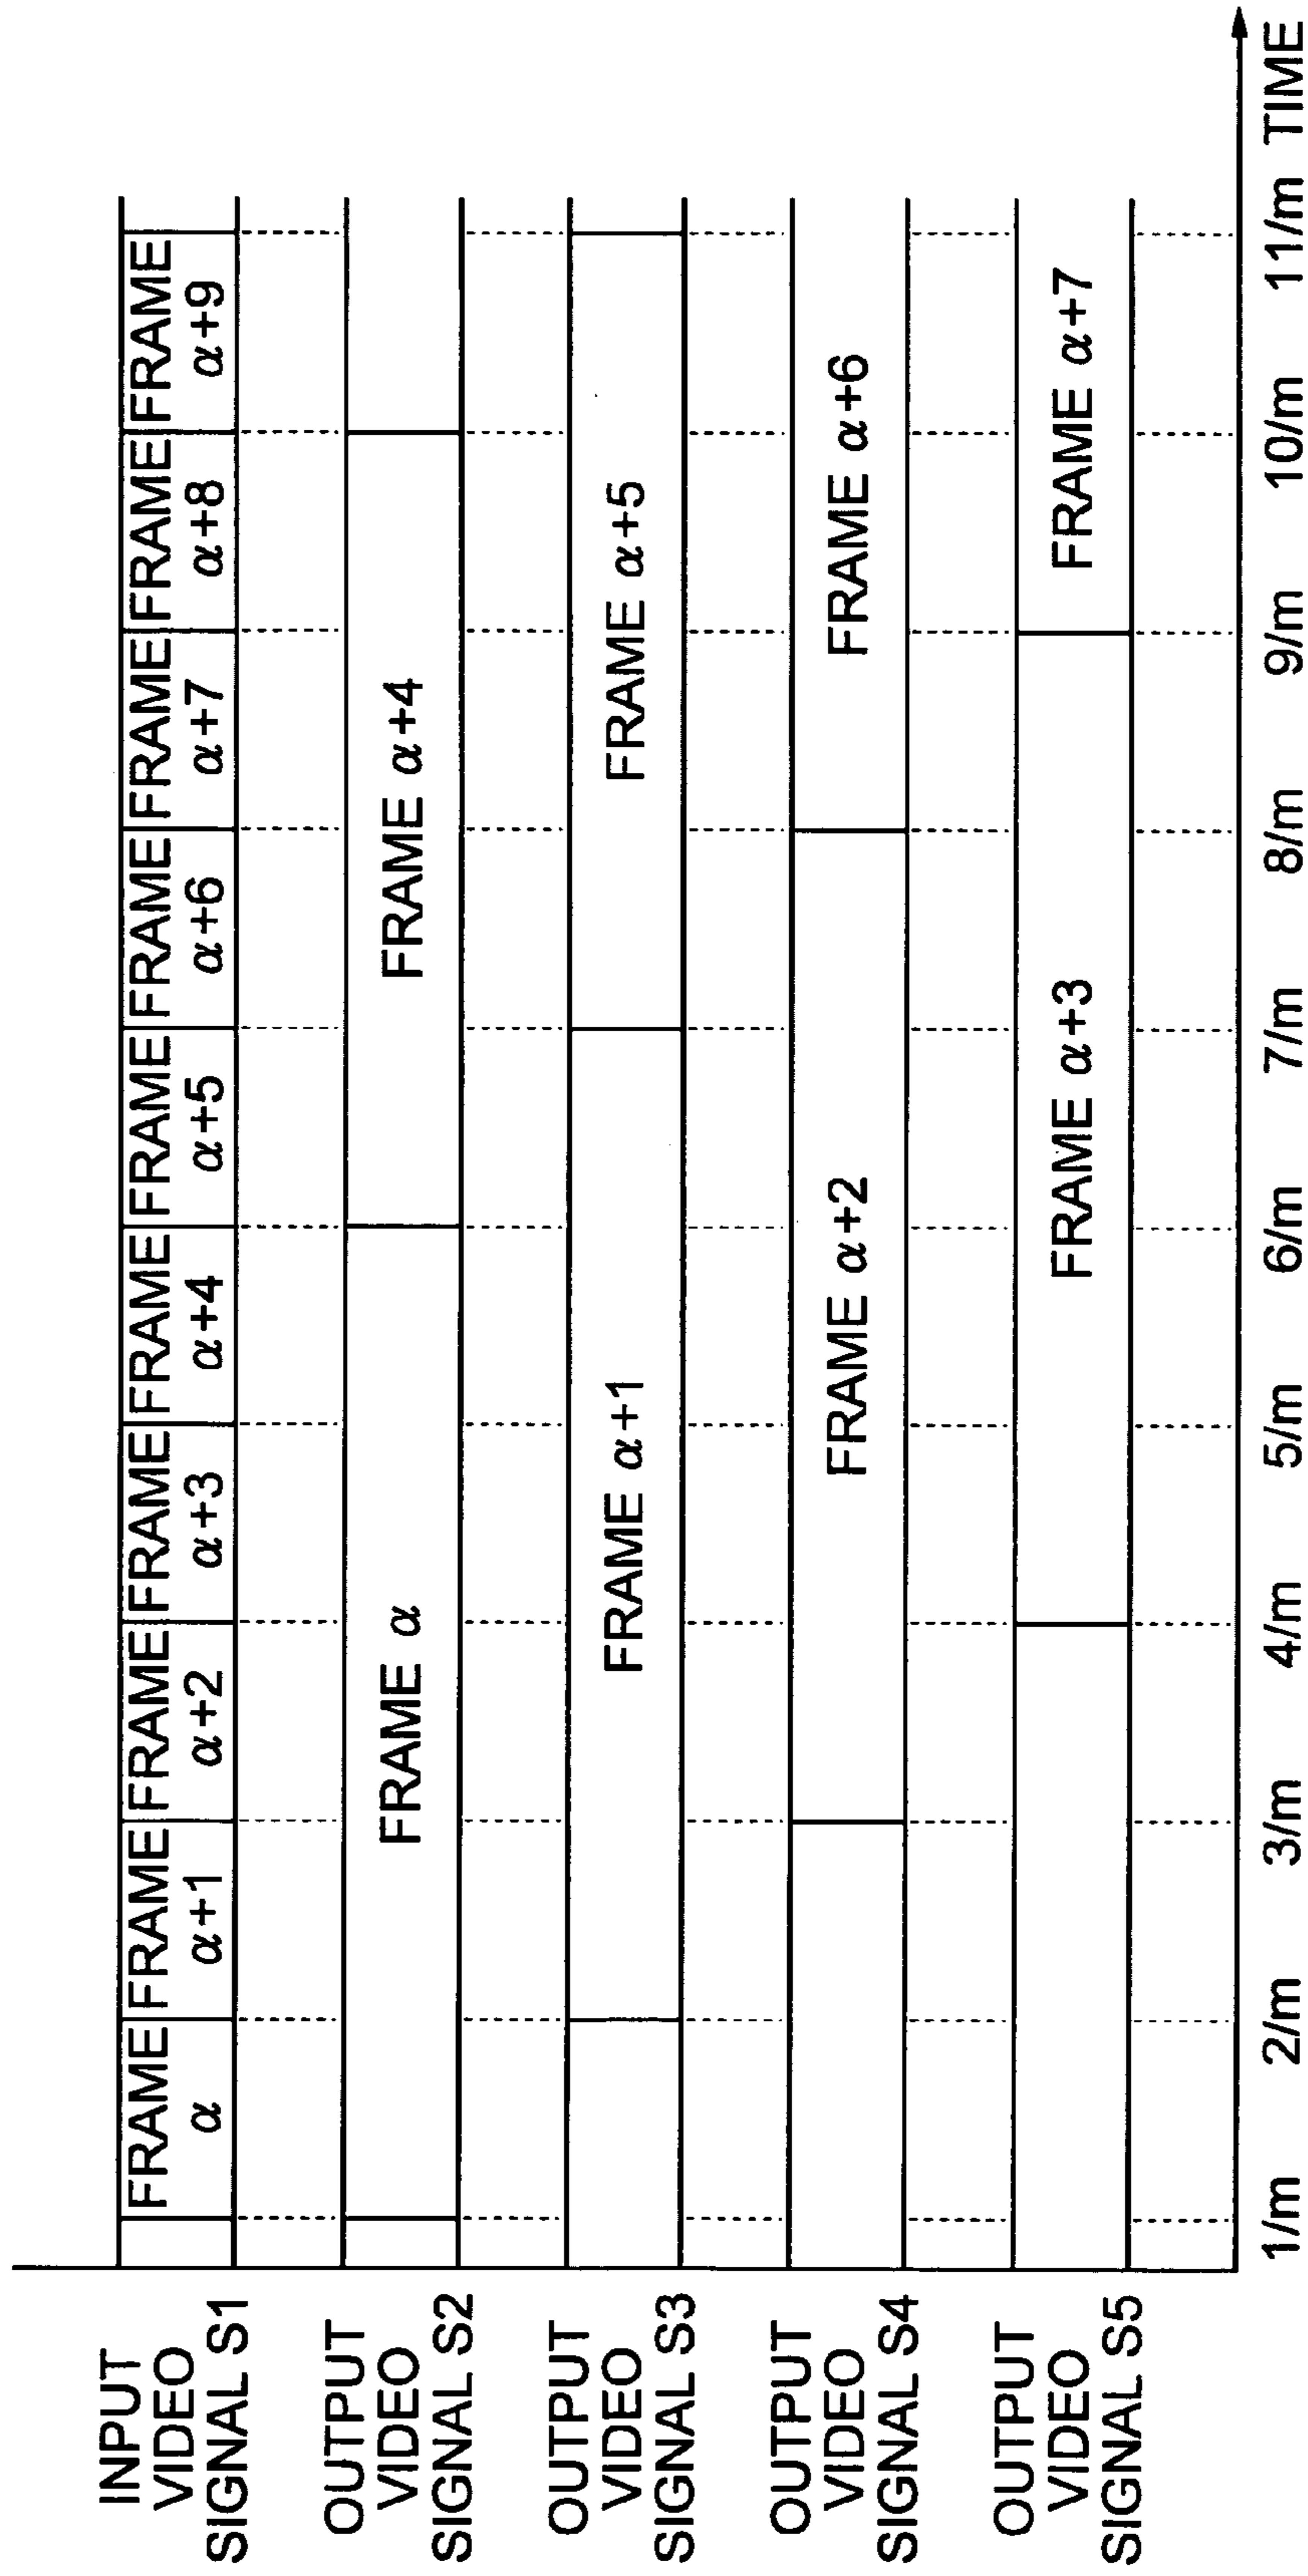 INPUT
VIDEO
SIGNAL S1
FRAME
α
FRAME
α+1
FRAME
α+2
FRAME
α+3
FRAME
α+4
FRAME
α+5
FRAME
α+6
FRAME
α+7
FRAME
α+8
FRAME
α+9
OUTPUT
VIDEO
SIGNAL S2
FRAME α
FRAME α+4
OUTPUT
VIDEO
SIGNAL S3
FRAME α+1
FRAME α+5
OUTPUT
VIDEO
SIGNAL S4
FRAME α+2
FRAME α+6
OUTPUT
VIDEO
SIGNAL S5
FRAME α+3
FRAME α+7
1/m 2/m 3/m 4/m 5/m 6/m 7/m 8/m 9/m 10/m 11/m TIME